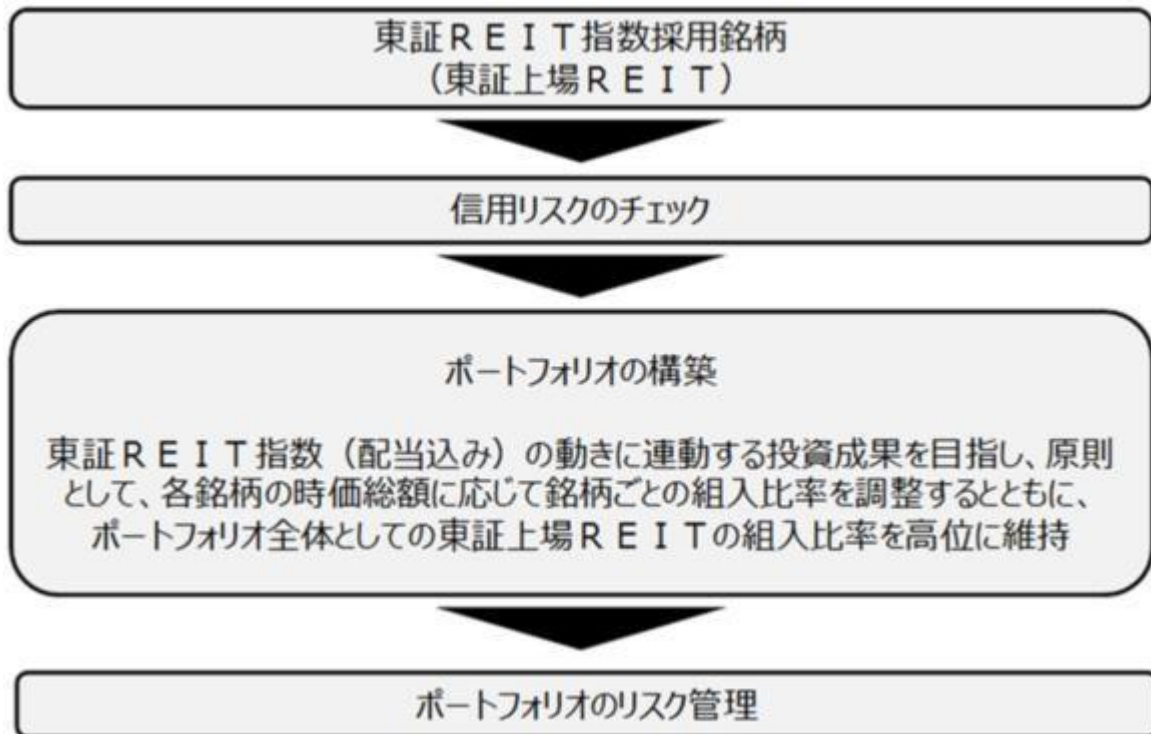 東証ＲＥＩＴ指数採用銘柄
（東証上場ＲＥＩＴ）
信用リスクのチェック
ポートフォリオの構築
東証ＲＥＩＴ指数（配当込み）の動きに連動する投資成果を目指し、原則
として、各銘柄の時価総額に応じて銘柄ごとの組入比率を調整するとともに、
ポートフォリオ全体としての東証上場ＲＥＩＴの組入比率を高位に維持
ポートフォリオのリスク管理